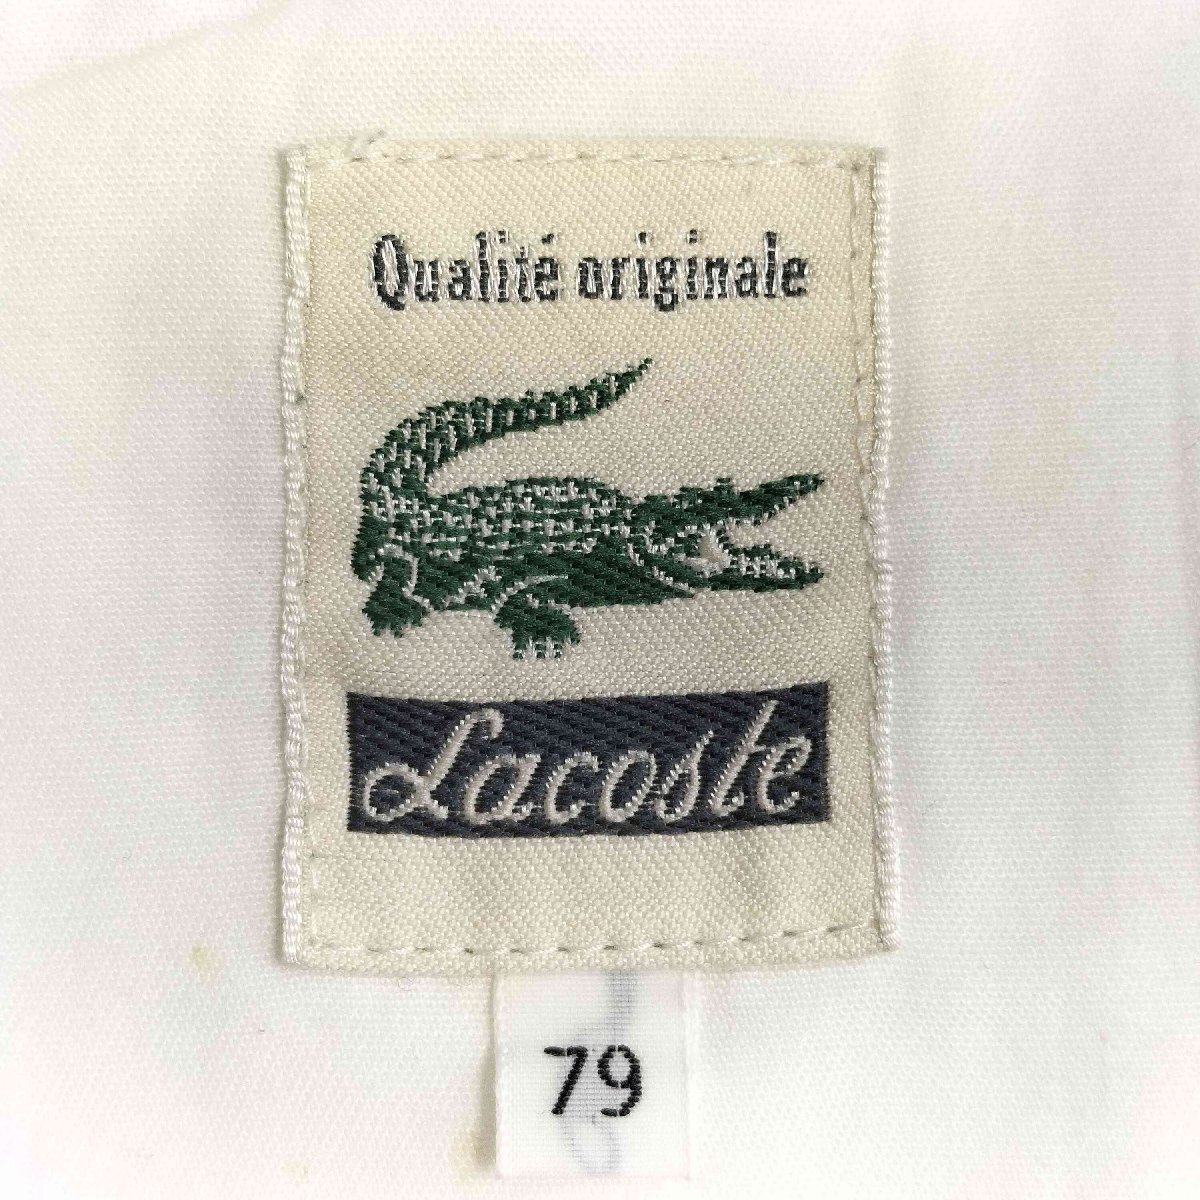 Qualité originale
Lacoste
79